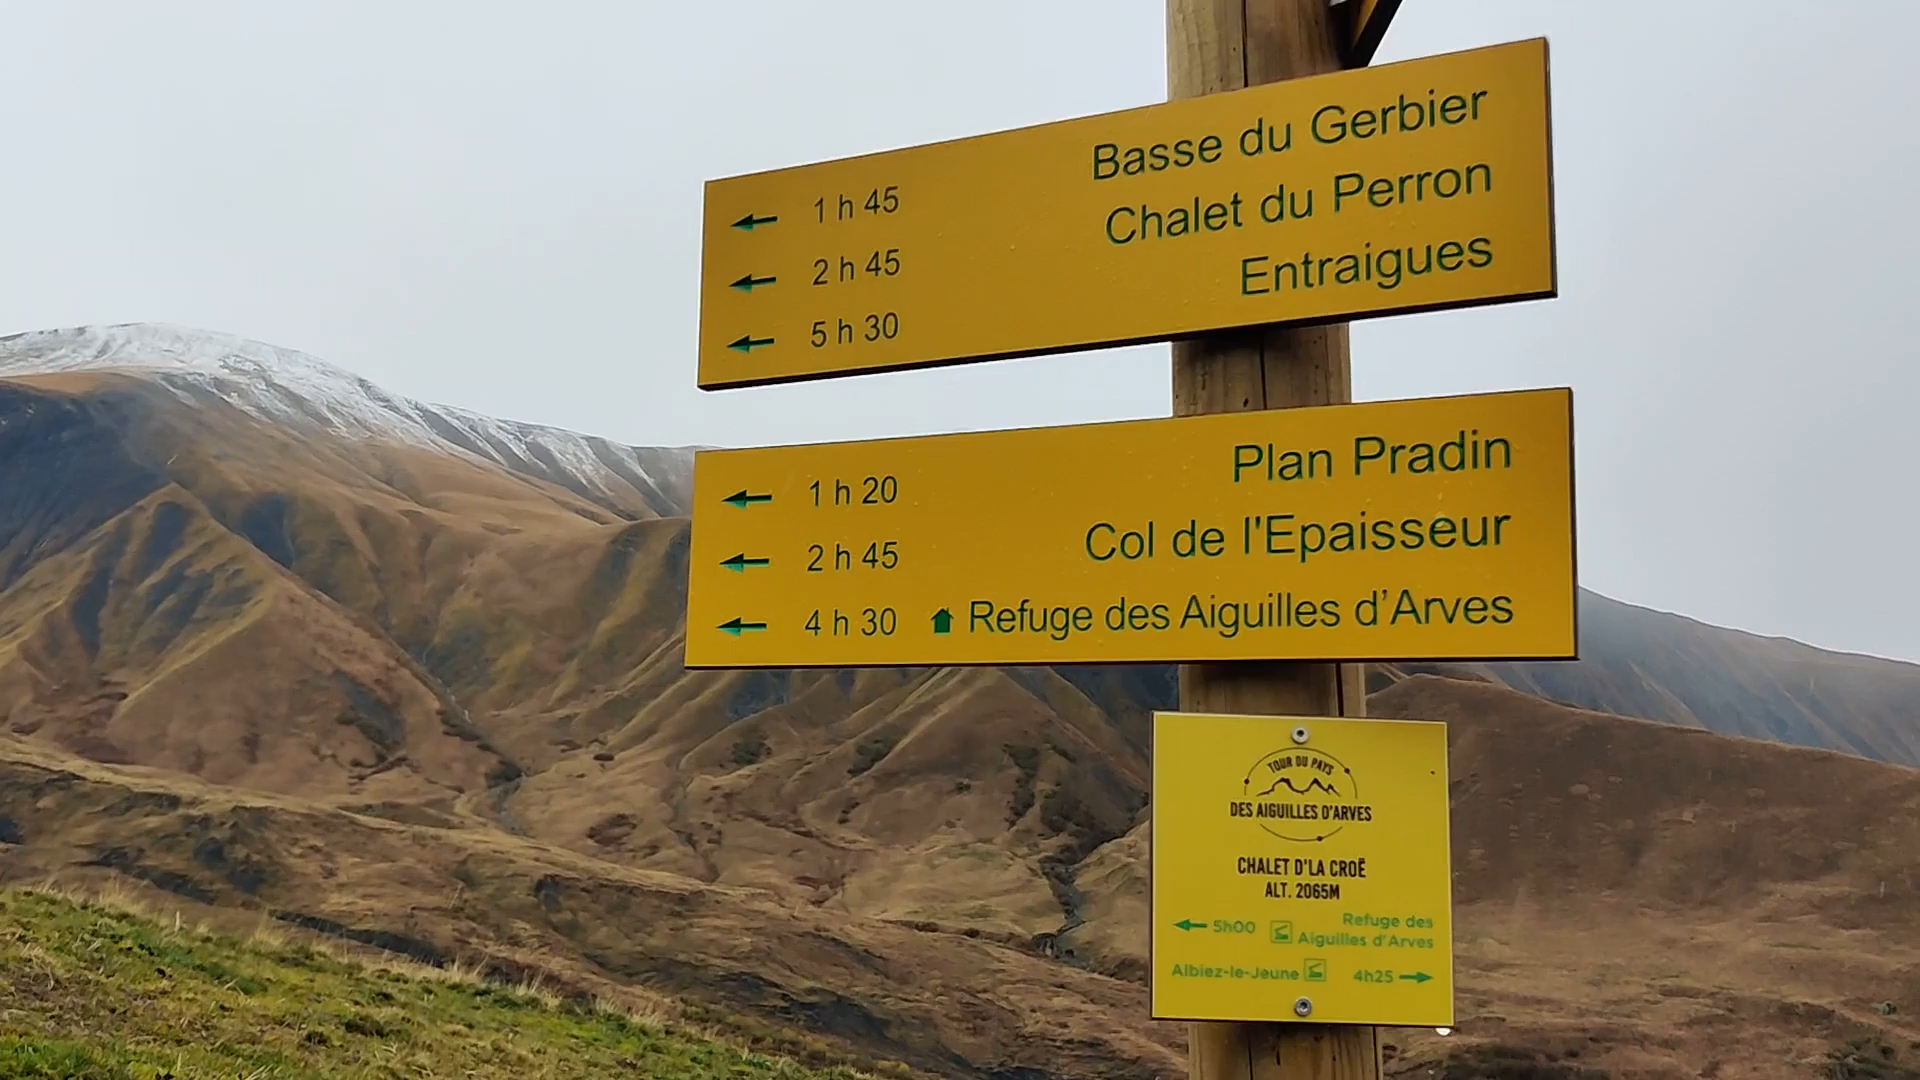 1 h 45 Basse du Gerbier
2 h 45 Chalet du Perron
5 h 30 Entraigues
1 h 20 Plan Pradin
2 h 45 Col de l'Epaisseur
4 h 30 Refuge des Aiguilles d'Arves
TOUR DU PAYS
DES AIGUILLES D'ARVES
CHALET D'LA CROË
ALT. 2065M
5h00 Refuge des
Aiguilles d'Arves
Albiez-le-Jeune 4h25